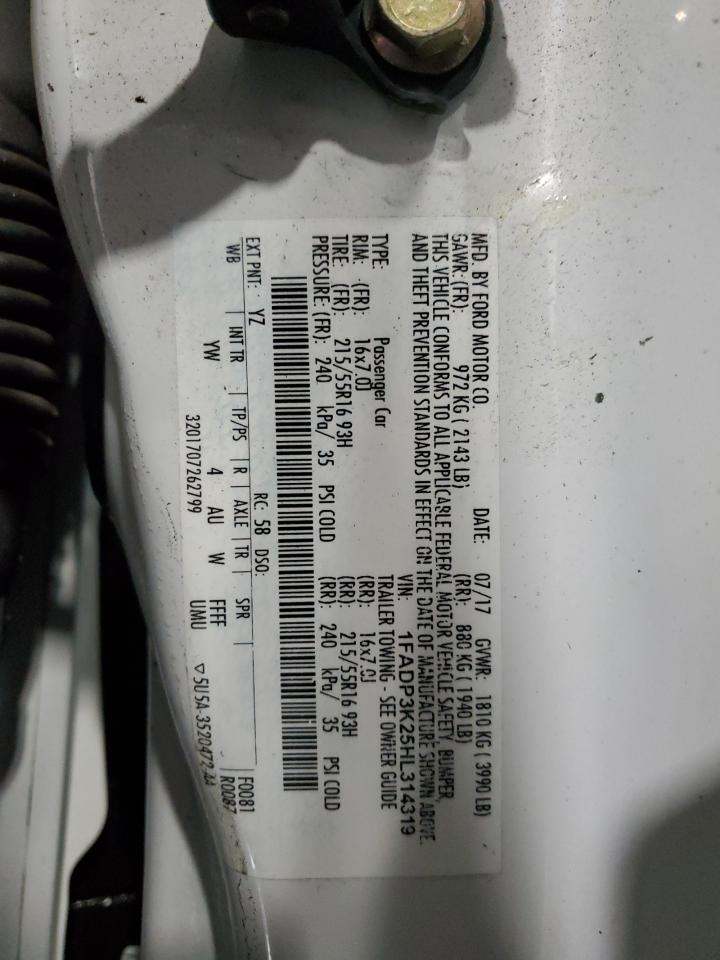 MFD. BY FORD MOTOR CO. DATE: 07/17 GVWR: 1810 KG ( 3990 LB)
GAWR: (FR): 972 KG ( 2143 LB) (RR): 880 KG ( 1940 LB)
THIS VEHICLE CONFORMS TO ALL APPLICABLE FEDERAL MOTOR VEHICLE SAFETY, BUMPER,
AND THEFT PREVENTION STANDARDS IN EFFECT ON THE DATE OF MANUFACTURE SHOWN ABOVE.
VIN: 1FADP3K25HL314319
TYPE: Passenger Car TRAILER TOWING - SEE OWNER GUIDE
RIM: (FR): 16x7.0J (RR): 16x7.0J
TIRE: (FR): 215/55R16 93H (RR): 215/55R16 93H
PRESSURE: (FR): 240 kPa/ 35 PSI COLD (RR): 240 kPa/ 35 PSI COLD
EXT PNT: YZ RC: 58 DSO: F0081
WB INT TR TP/PS R AXLE TR SPR R0087
YW 4 AU W FFFF
UMU
3201707262799 5U5A-3520472-AA